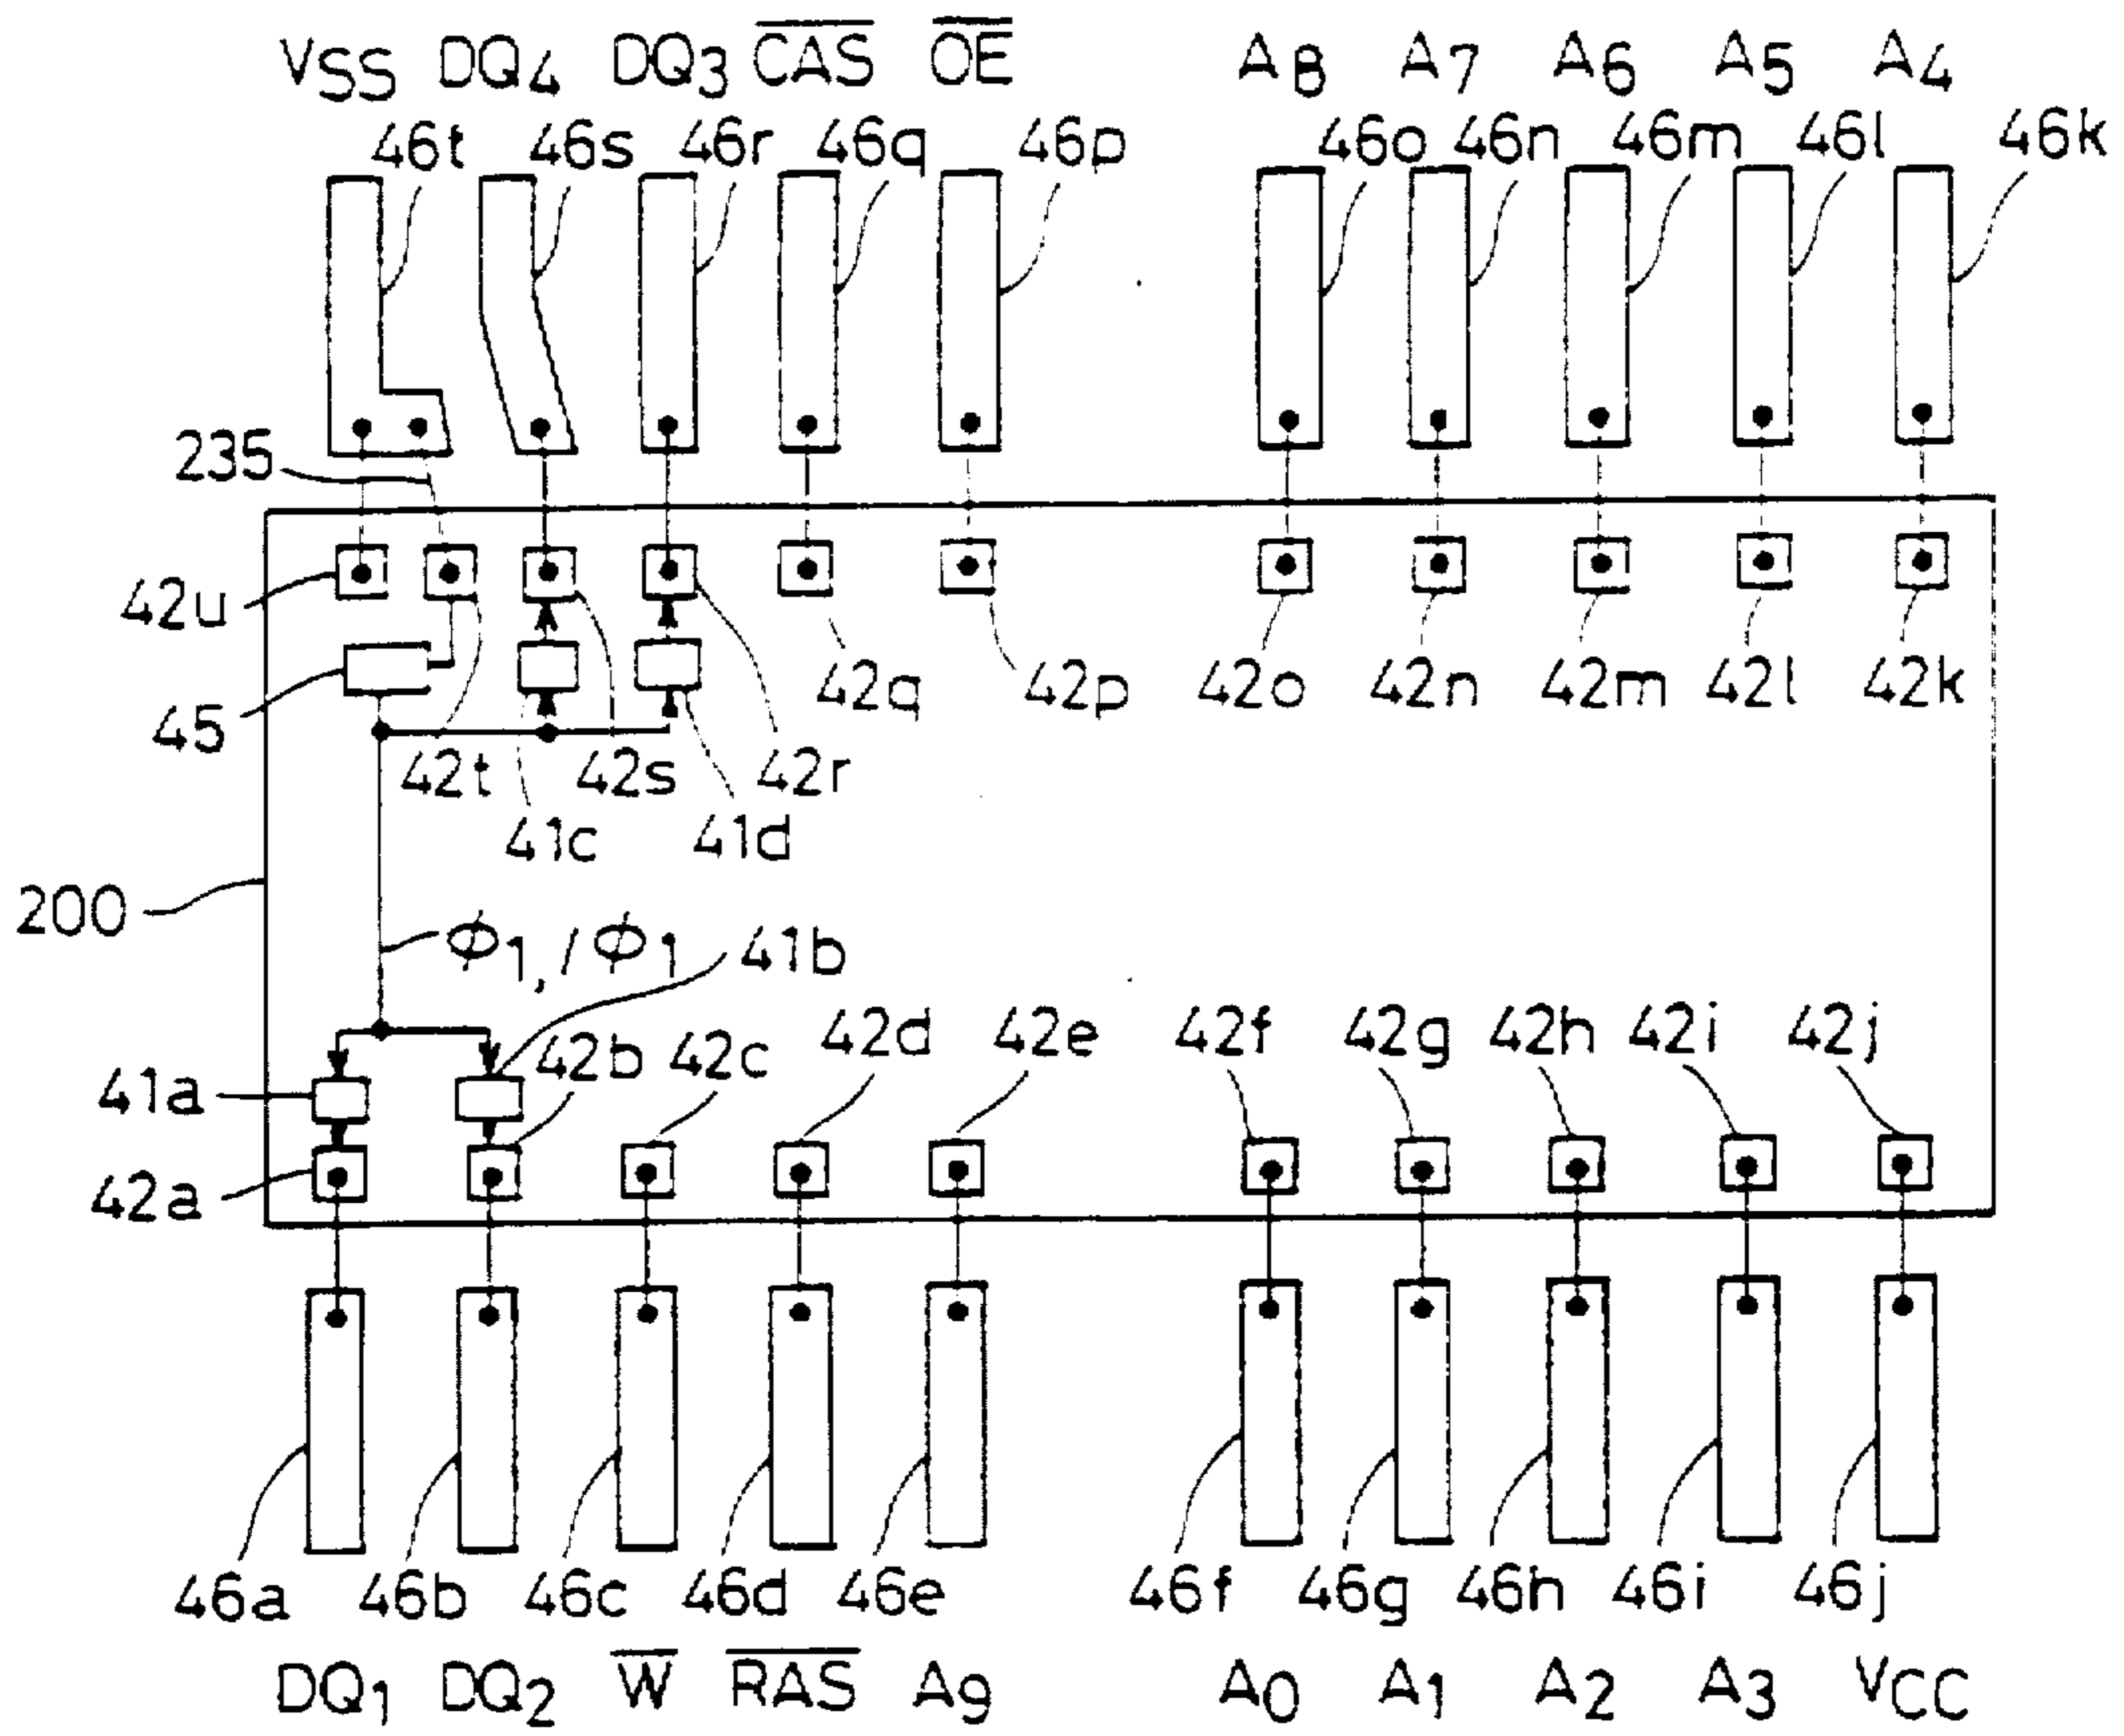 VSS DQ4 DQ3 C̅A̅S̅ O̅E̅ A8 A7 A6 A5 A4
46t 46s 46r 46q 46p 46o 46n 46m 46l 46k
235
42u
42q 42p 42o 42n 42m 42l 42k
45
42t 42s 42r
41c 41d
200
ϕ1, /ϕ1 41b
42b 42c 42d 42e 42f 42g 42h 42i 42j
41a
42a
46a 46b 46c 46d 46e 46f 46g 46h 46i 46j
DQ1 DQ2 W̅ R̅A̅S̅ A9 A0 A1 A2 A3 VCC